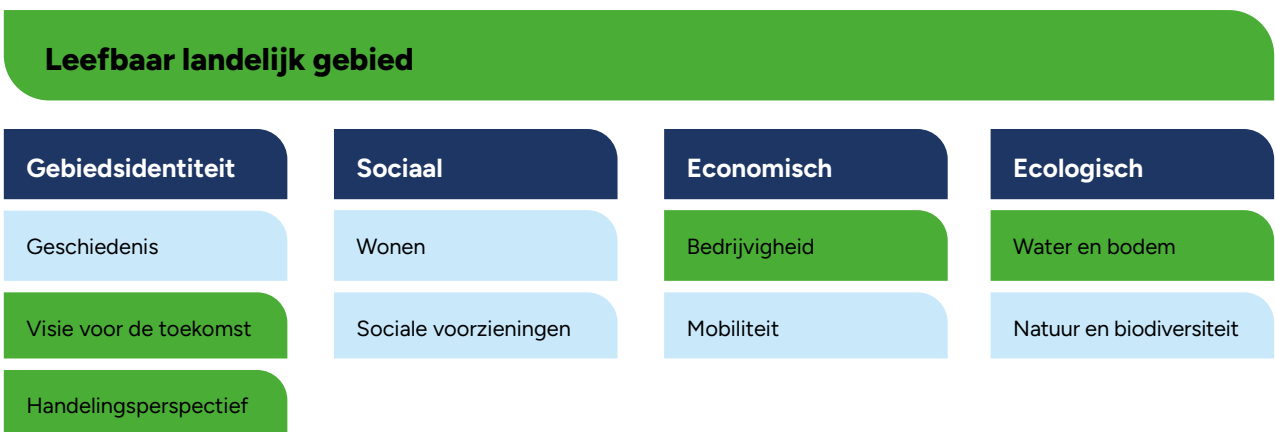 Leefbaar landelijk gebied
Gebiedsidentiteit
Geschiedenis
Visie voor de toekomst
Handelingsperspectief
Sociaal
Wonen
Sociale voorzieningen
Economisch
Bedrijvigheid
Mobiliteit
Ecologisch
Water en bodem
Natuur en biodiversiteit